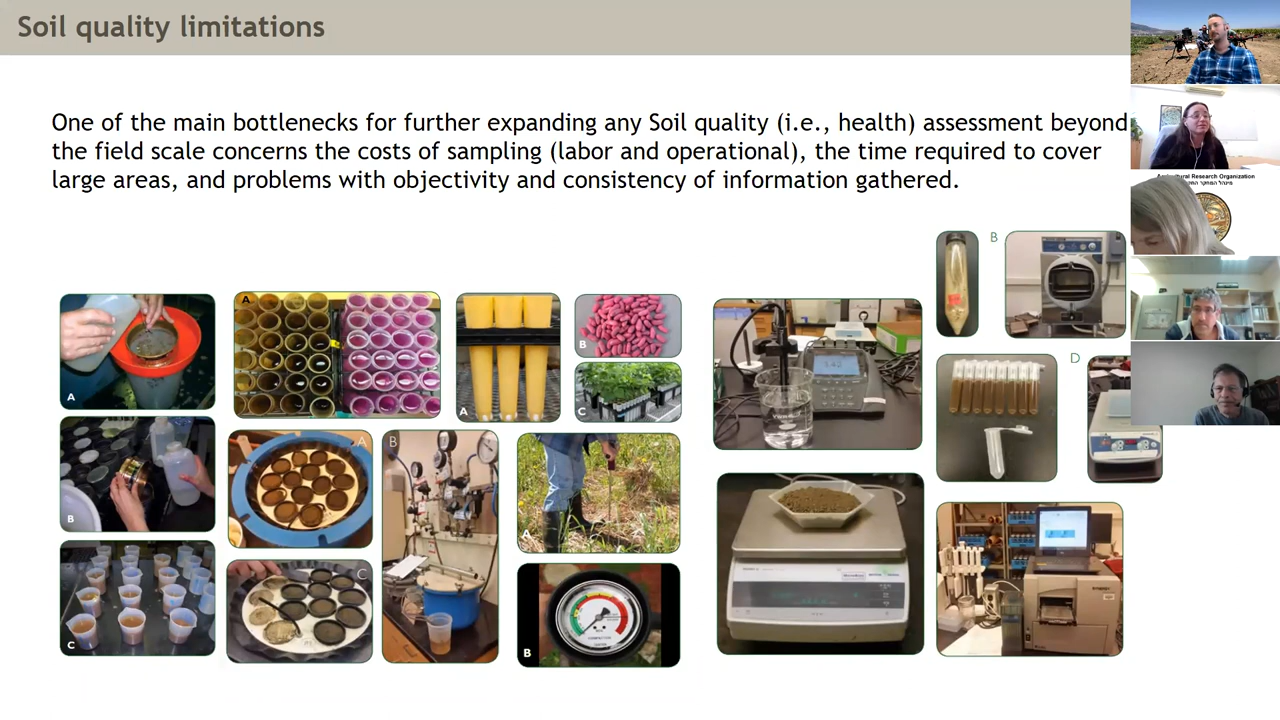 Soil quality limitations
One of the main bottlenecks for further expanding any Soil quality (i.e., health) assessment beyond
the field scale concerns the costs of sampling (labor and operational), the time required to cover
large areas, and problems with objectivity and consistency of information gathered.
Research Organization
B
A
A
B
D
A
C
A
B
B
A
C
C
B